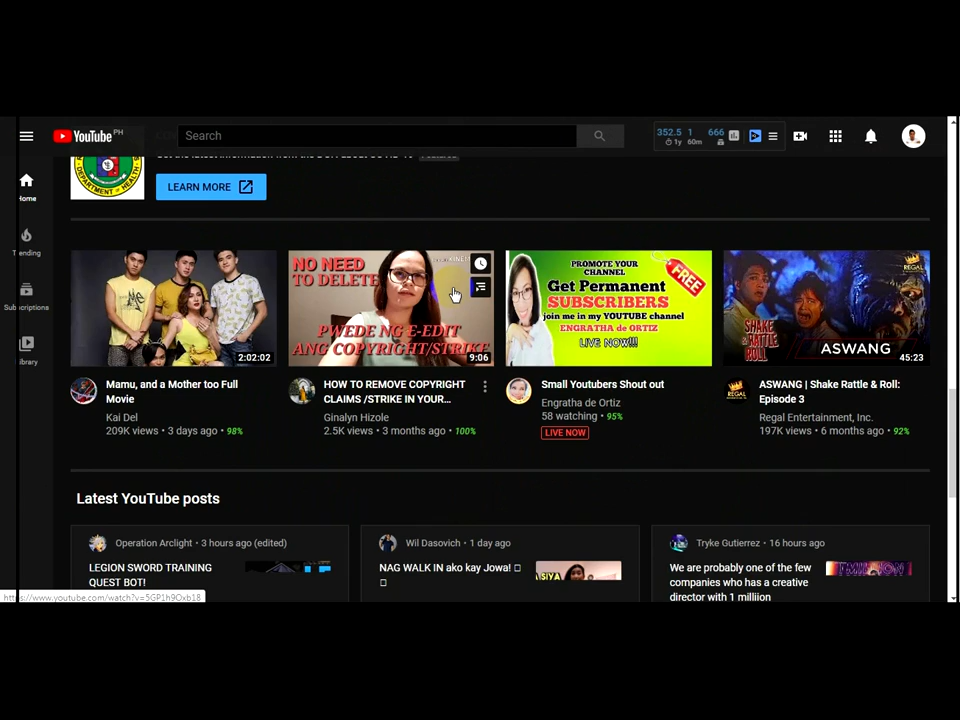 YouTube PH
Search
352.5 1 666
1y 60m
LEARN MORE
Home
Trending
Subscriptions
Library
NO NEED
TO DELETE
PWEDE NG E-EDIT
ANG COPYRIGHT/STRIKE
PROMOTE YOUR
CHANNEL
Get Permanent
SUBSCRIBERS
join me in my YOUTUBE channel
ENGRATHA de ORTIZ
LIVE NOW!!!
FREE
REGAL
SHAKE
RATTLE
ROLL
ASWANG
2:02:02
9:06
45:23
Mamu, and a Mother too Full
Movie
Kai Del
209K views • 3 days ago • 98%
HOW TO REMOVE COPYRIGHT
CLAIMS /STRIKE IN YOUR...
Ginalyn Hizole
2.5K views • 3 months ago • 100%
Small Youtubers Shout out
Engratha de Ortiz
58 watching • 95%
LIVE NOW
REGAL
ASWANG | Shake Rattle & Roll:
Episode 3
Regal Entertainment, Inc.
197K views • 6 months ago • 92%
Latest YouTube posts
Operation Arclight • 3 hours ago (edited)
LEGION SWORD TRAINING
QUEST BOT!
Wil Dasovich • 1 day ago
NAG WALK IN ako kay Jowa!
Tryke Gutierrez • 16 hours ago
We are probably one of the few
companies who has a creative
director with 1 milliion
https://www.youtube.com/watch?v=5GP1h9Oxb18